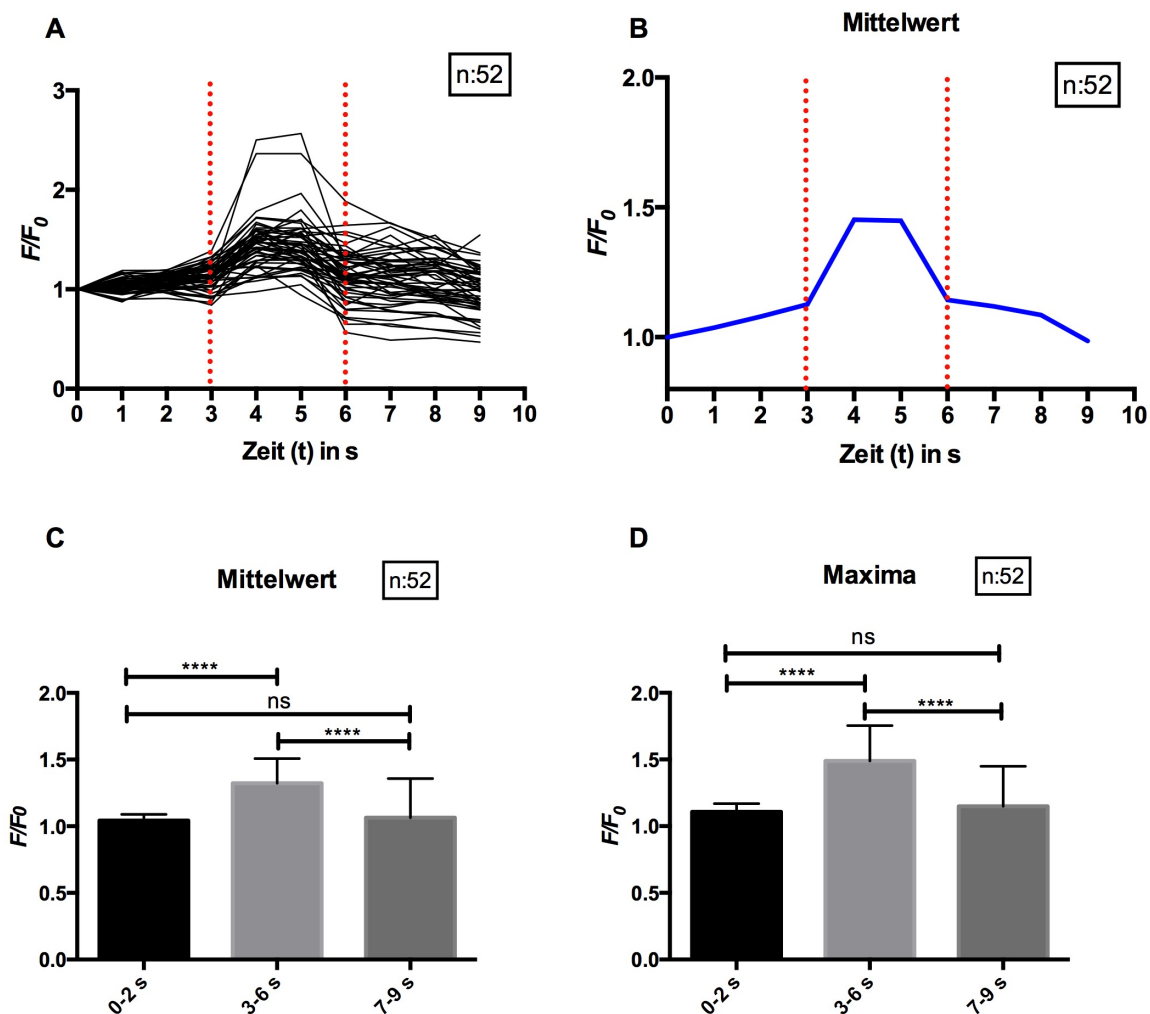 A
n:52
3
2
1
0
F/F0
0 1 2 3 4 5 6 7 8 9 10
Zeit (t) in s
B
Mittelwert
n:52
2.0
1.5
1.0
F/F0
0 1 2 3 4 5 6 7 8 9 10
Zeit (t) in s
C
Mittelwert
n:52
****
ns
****
2.0
1.5
1.0
0.5
0.0
F/F0
0-2 s
3-6 s
7-9 s
D
Maxima
n:52
ns
****
****
2.0
1.5
1.0
0.5
0.0
F/F0
0-2 s
3-6 s
7-9 s